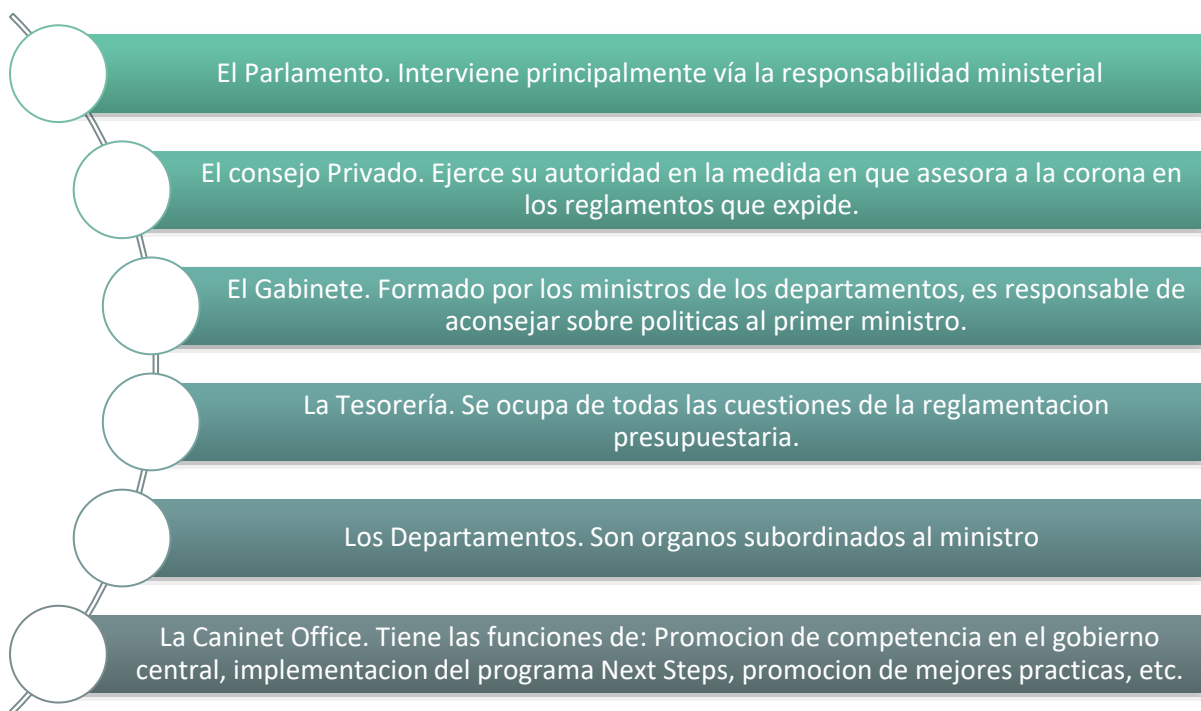 El Parlamento. Interviene principalmente vía la responsabilidad ministerial
El consejo Privado. Ejerce su autoridad en la medida en que asesora a la corona en
los reglamentos que expide.
El Gabinete. Formado por los ministros de los departamentos, es responsable de
aconsejar sobre politicas al primer ministro.
La Tesorería. Se ocupa de todas las cuestiones de la reglamentacion
presupuestaria.
Los Departamentos. Son organos subordinados al ministro
La Caninet Office. Tiene las funciones de: Promocion de competencia en el gobierno
central, implementacion del programa Next Steps, promocion de mejores practicas, etc.